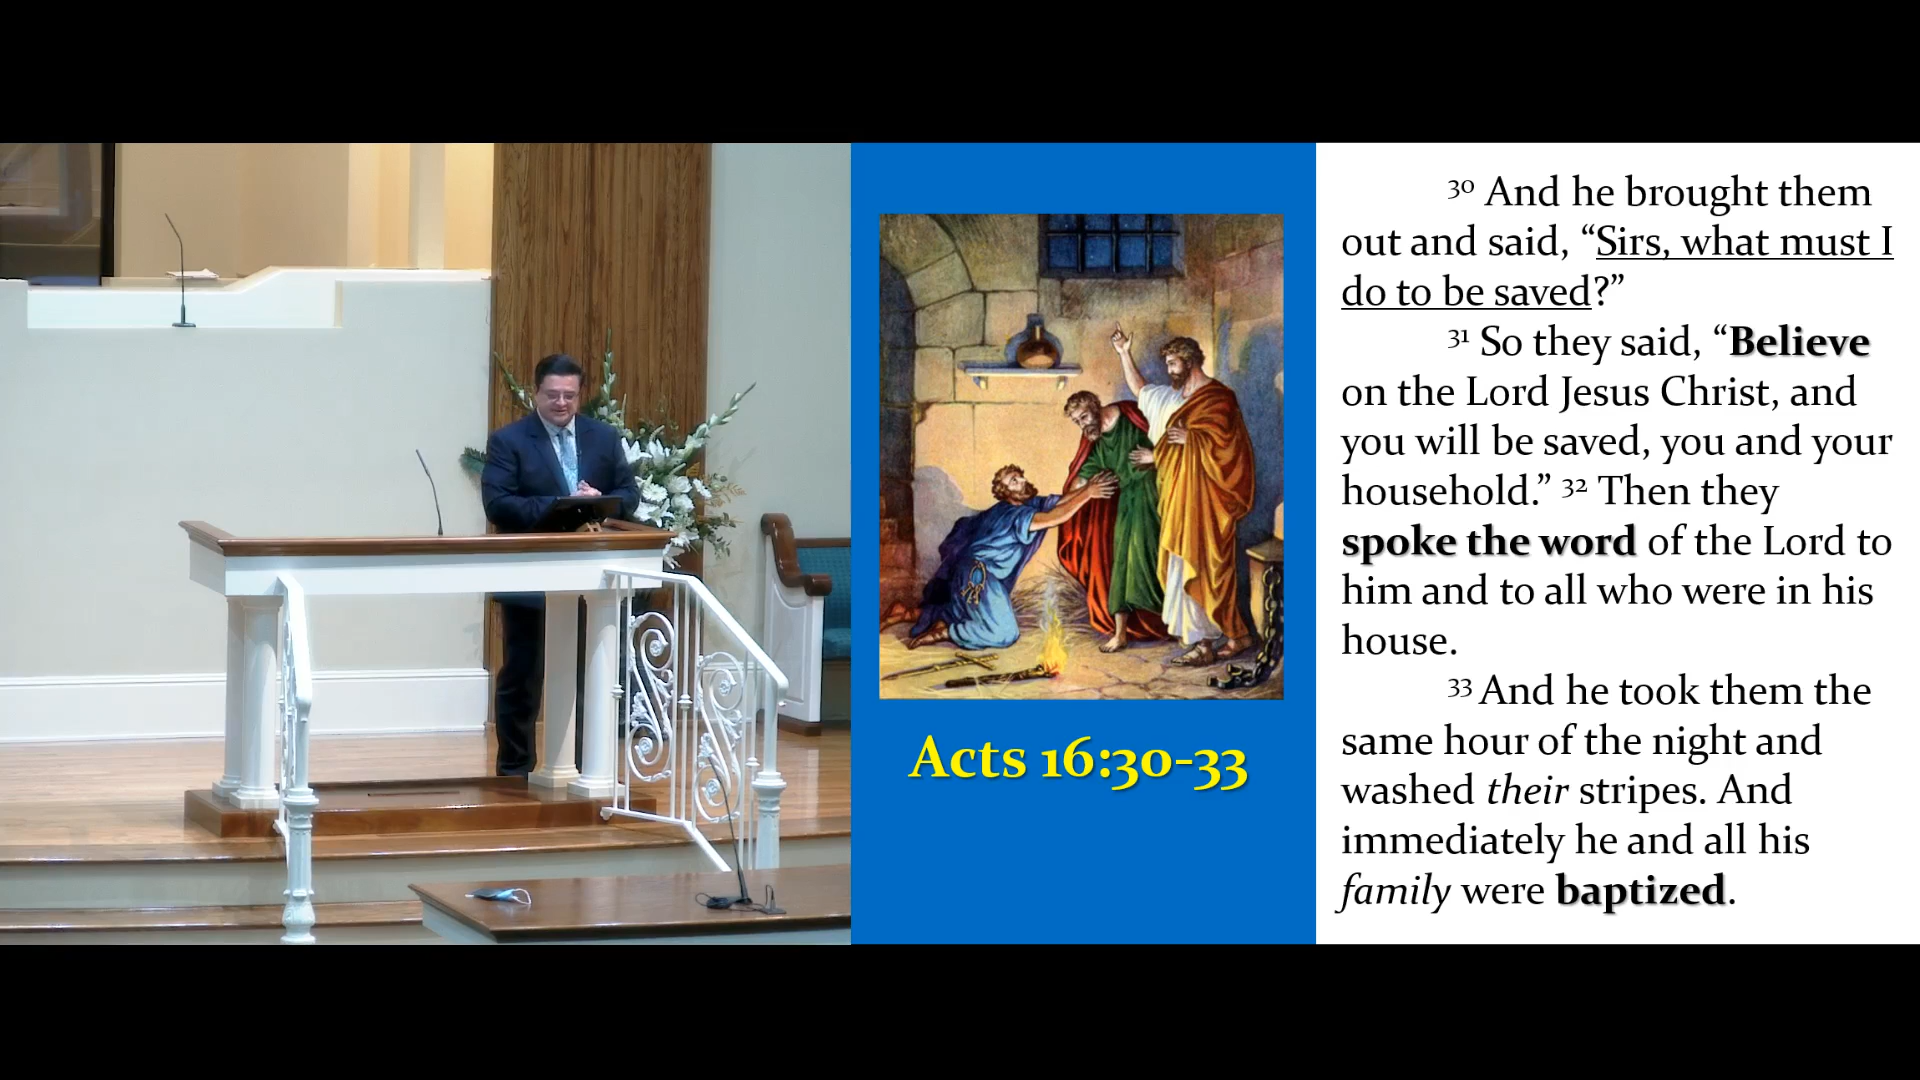 Acts 16:30-33
30 And he brought them
out and said, “Sirs, what must I
do to be saved?”
31 So they said, “Believe
on the Lord Jesus Christ, and
you will be saved, you and your
household.” 32 Then they
spoke the word of the Lord to
him and to all who were in his
house.
33 And he took them the
same hour of the night and
washed their stripes. And
immediately he and all his
family were baptized.